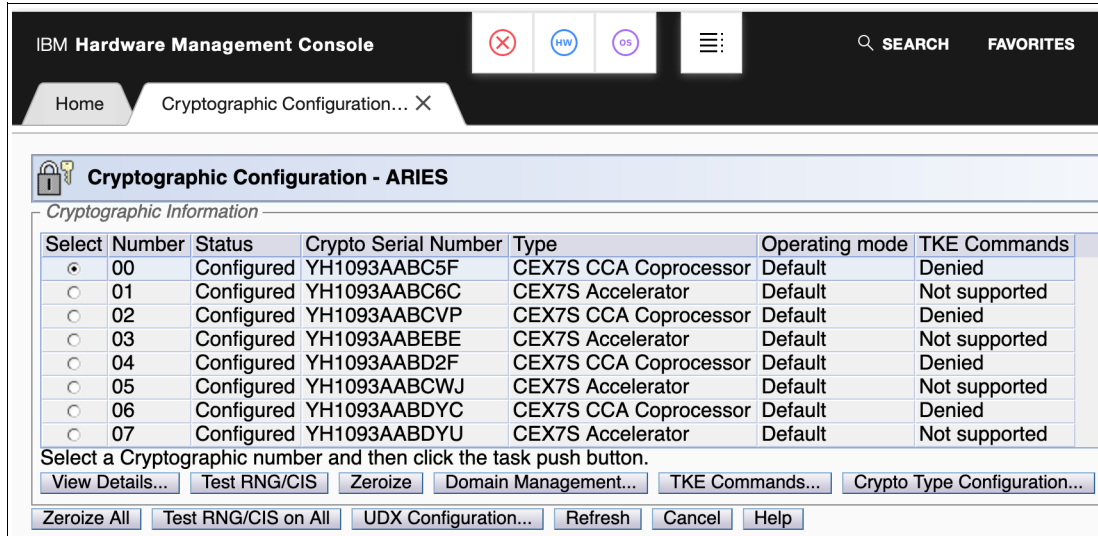 IBM Hardware Management Console HW OS SEARCH FAVORITES
Home Cryptographic Configuration...
Cryptographic Configuration - ARIES
Cryptographic Information
Select Number Status Crypto Serial Number Type Operating mode TKE Commands
00 Configured YH1093AABC5F CEX7S CCA Coprocessor Default Denied
01 Configured YH1093AABC6C CEX7S Accelerator Default Not supported
02 Configured YH1093AABCVP CEX7S CCA Coprocessor Default Denied
03 Configured YH1093AABEBE CEX7S Accelerator Default Not supported
04 Configured YH1093AABD2F CEX7S CCA Coprocessor Default Denied
05 Configured YH1093AABCWJ CEX7S Accelerator Default Not supported
06 Configured YH1093AABDYC CEX7S CCA Coprocessor Default Denied
07 Configured YH1093AABDYU CEX7S Accelerator Default Not supported
Select a Cryptographic number and then click the task push button.
View Details... Test RNG/CIS Zeroize Domain Management... TKE Commands... Crypto Type Configuration...
Zeroize All Test RNG/CIS on All UDX Configuration... Refresh Cancel Help